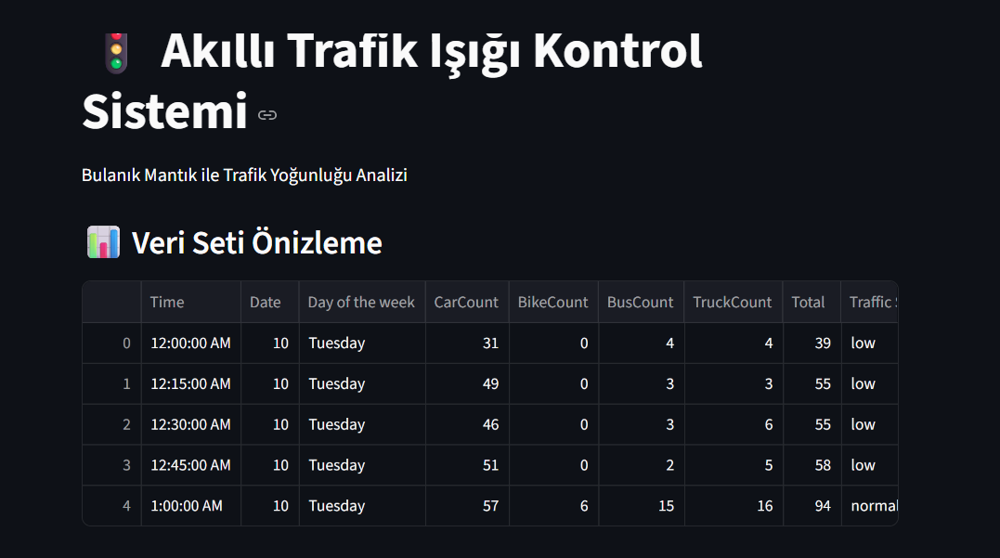 Akıllı Trafik Işığı Kontrol
Sistemi
Bulanık Mantık ile Trafik Yoğunluğu Analizi
Veri Seti Önizleme
Time Date Day of the week CarCount BikeCount BusCount TruckCount Total Traffic
0 12:00:00 AM 10 Tuesday 31 0 4 4 39 low
1 12:15:00 AM 10 Tuesday 49 0 3 3 55 low
2 12:30:00 AM 10 Tuesday 46 0 3 6 55 low
3 12:45:00 AM 10 Tuesday 51 0 2 5 58 low
4 1:00:00 AM 10 Tuesday 57 6 15 16 94 normal